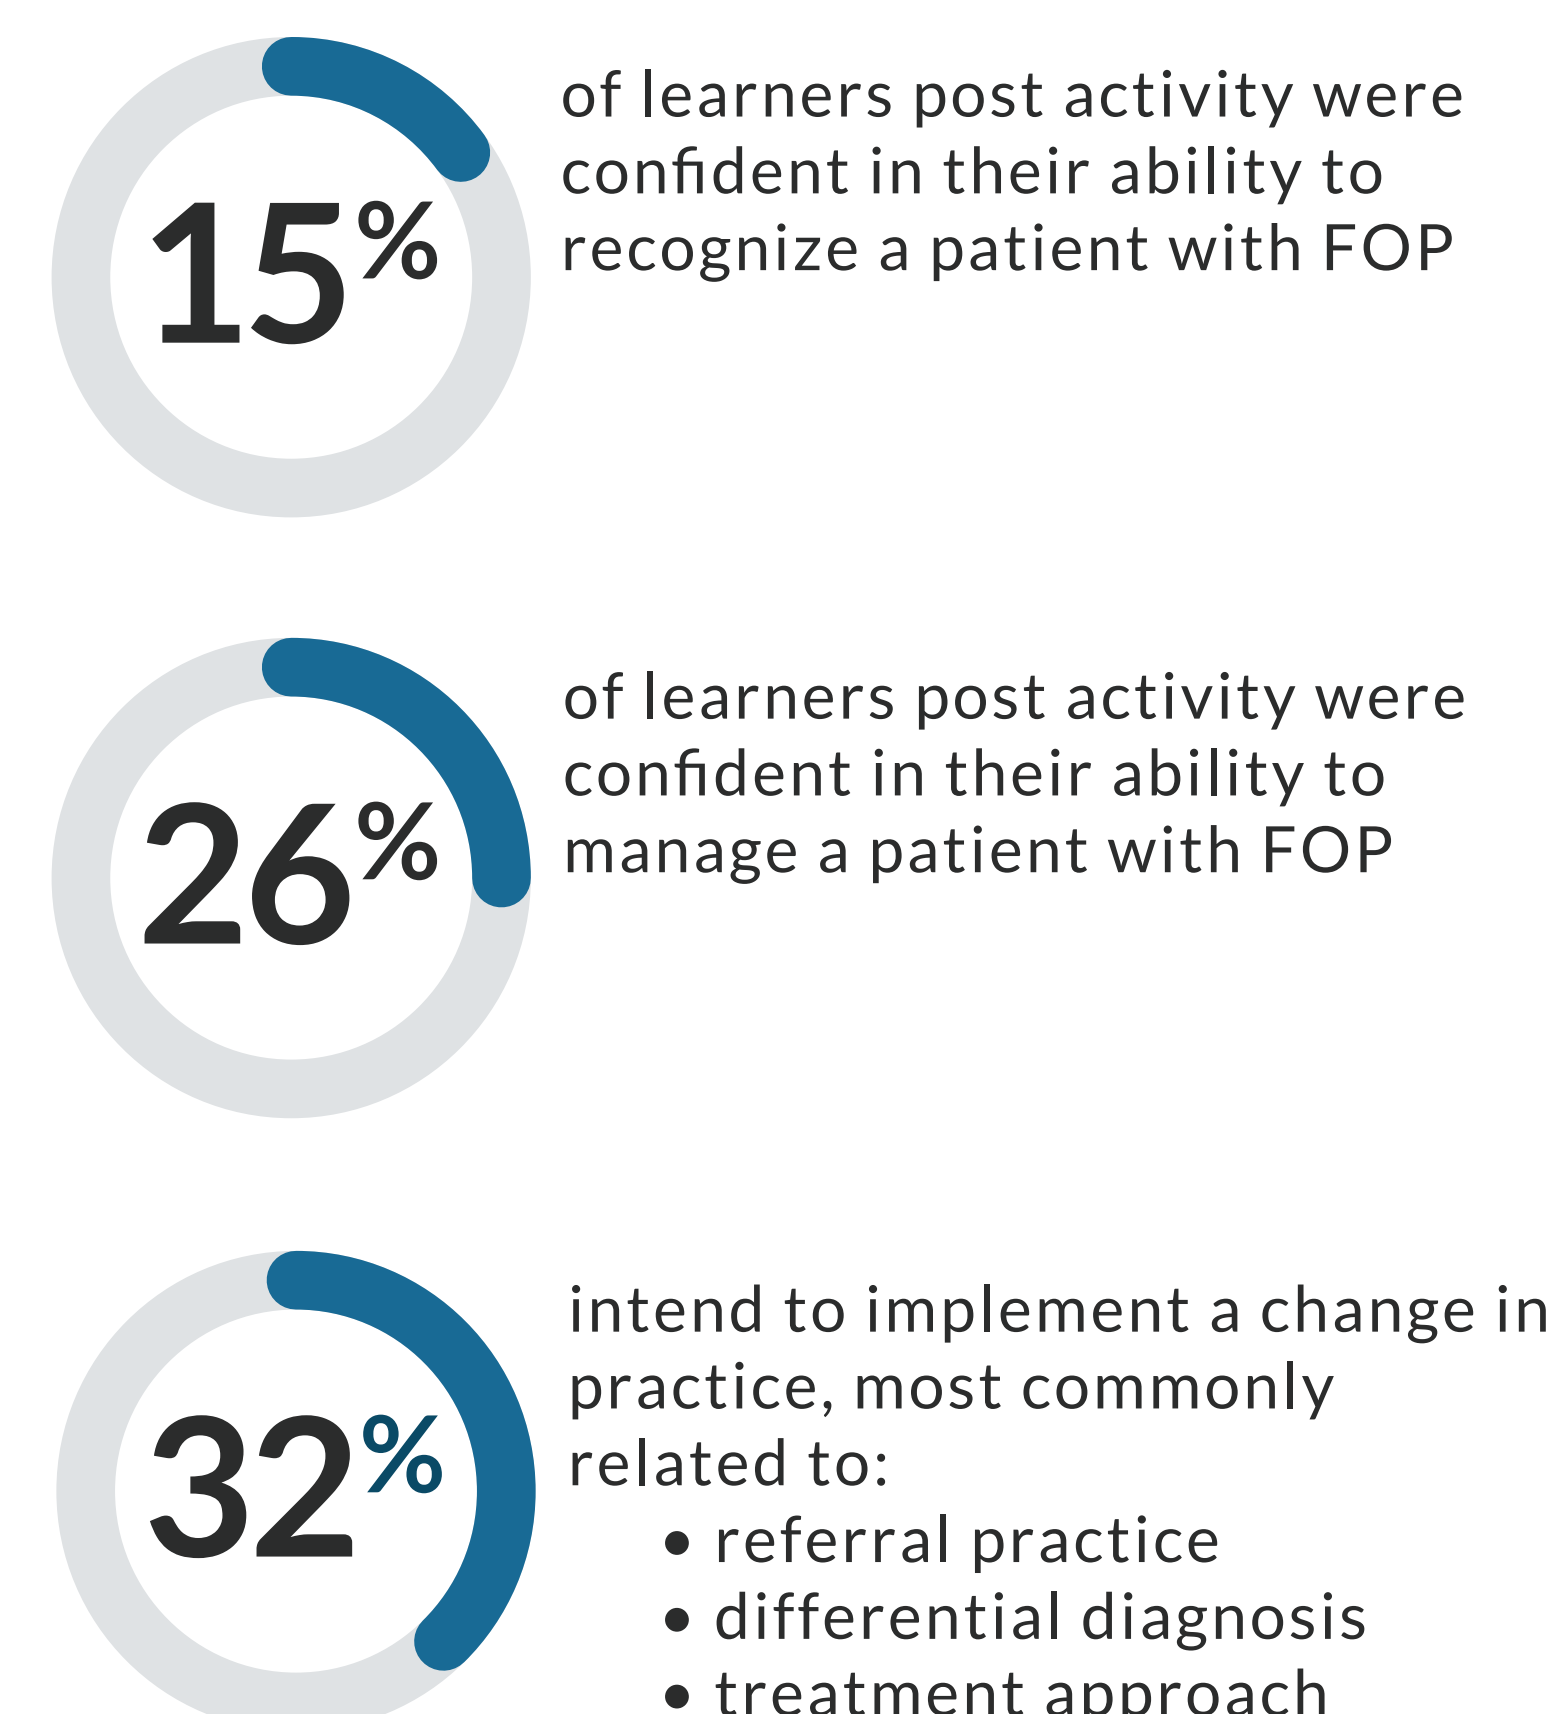 15%
of learners post activity were
confident in their ability to
recognize a patient with FOP
26%
of learners post activity were
confident in their ability to
manage a patient with FOP
32%
intend to implement a change in
practice, most commonly
related to:
• referral practice
• differential diagnosis
• treatment approach